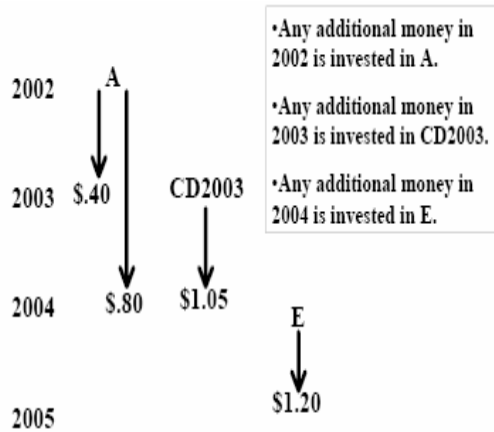 •Any additional money in
2002 is invested in A.
•Any additional money in
2003 is invested in CD2003.
•Any additional money in
2004 is invested in E.
2002 A
2003 $.40 CD2003
2004 $.80 $1.05 E
$1.20
2005